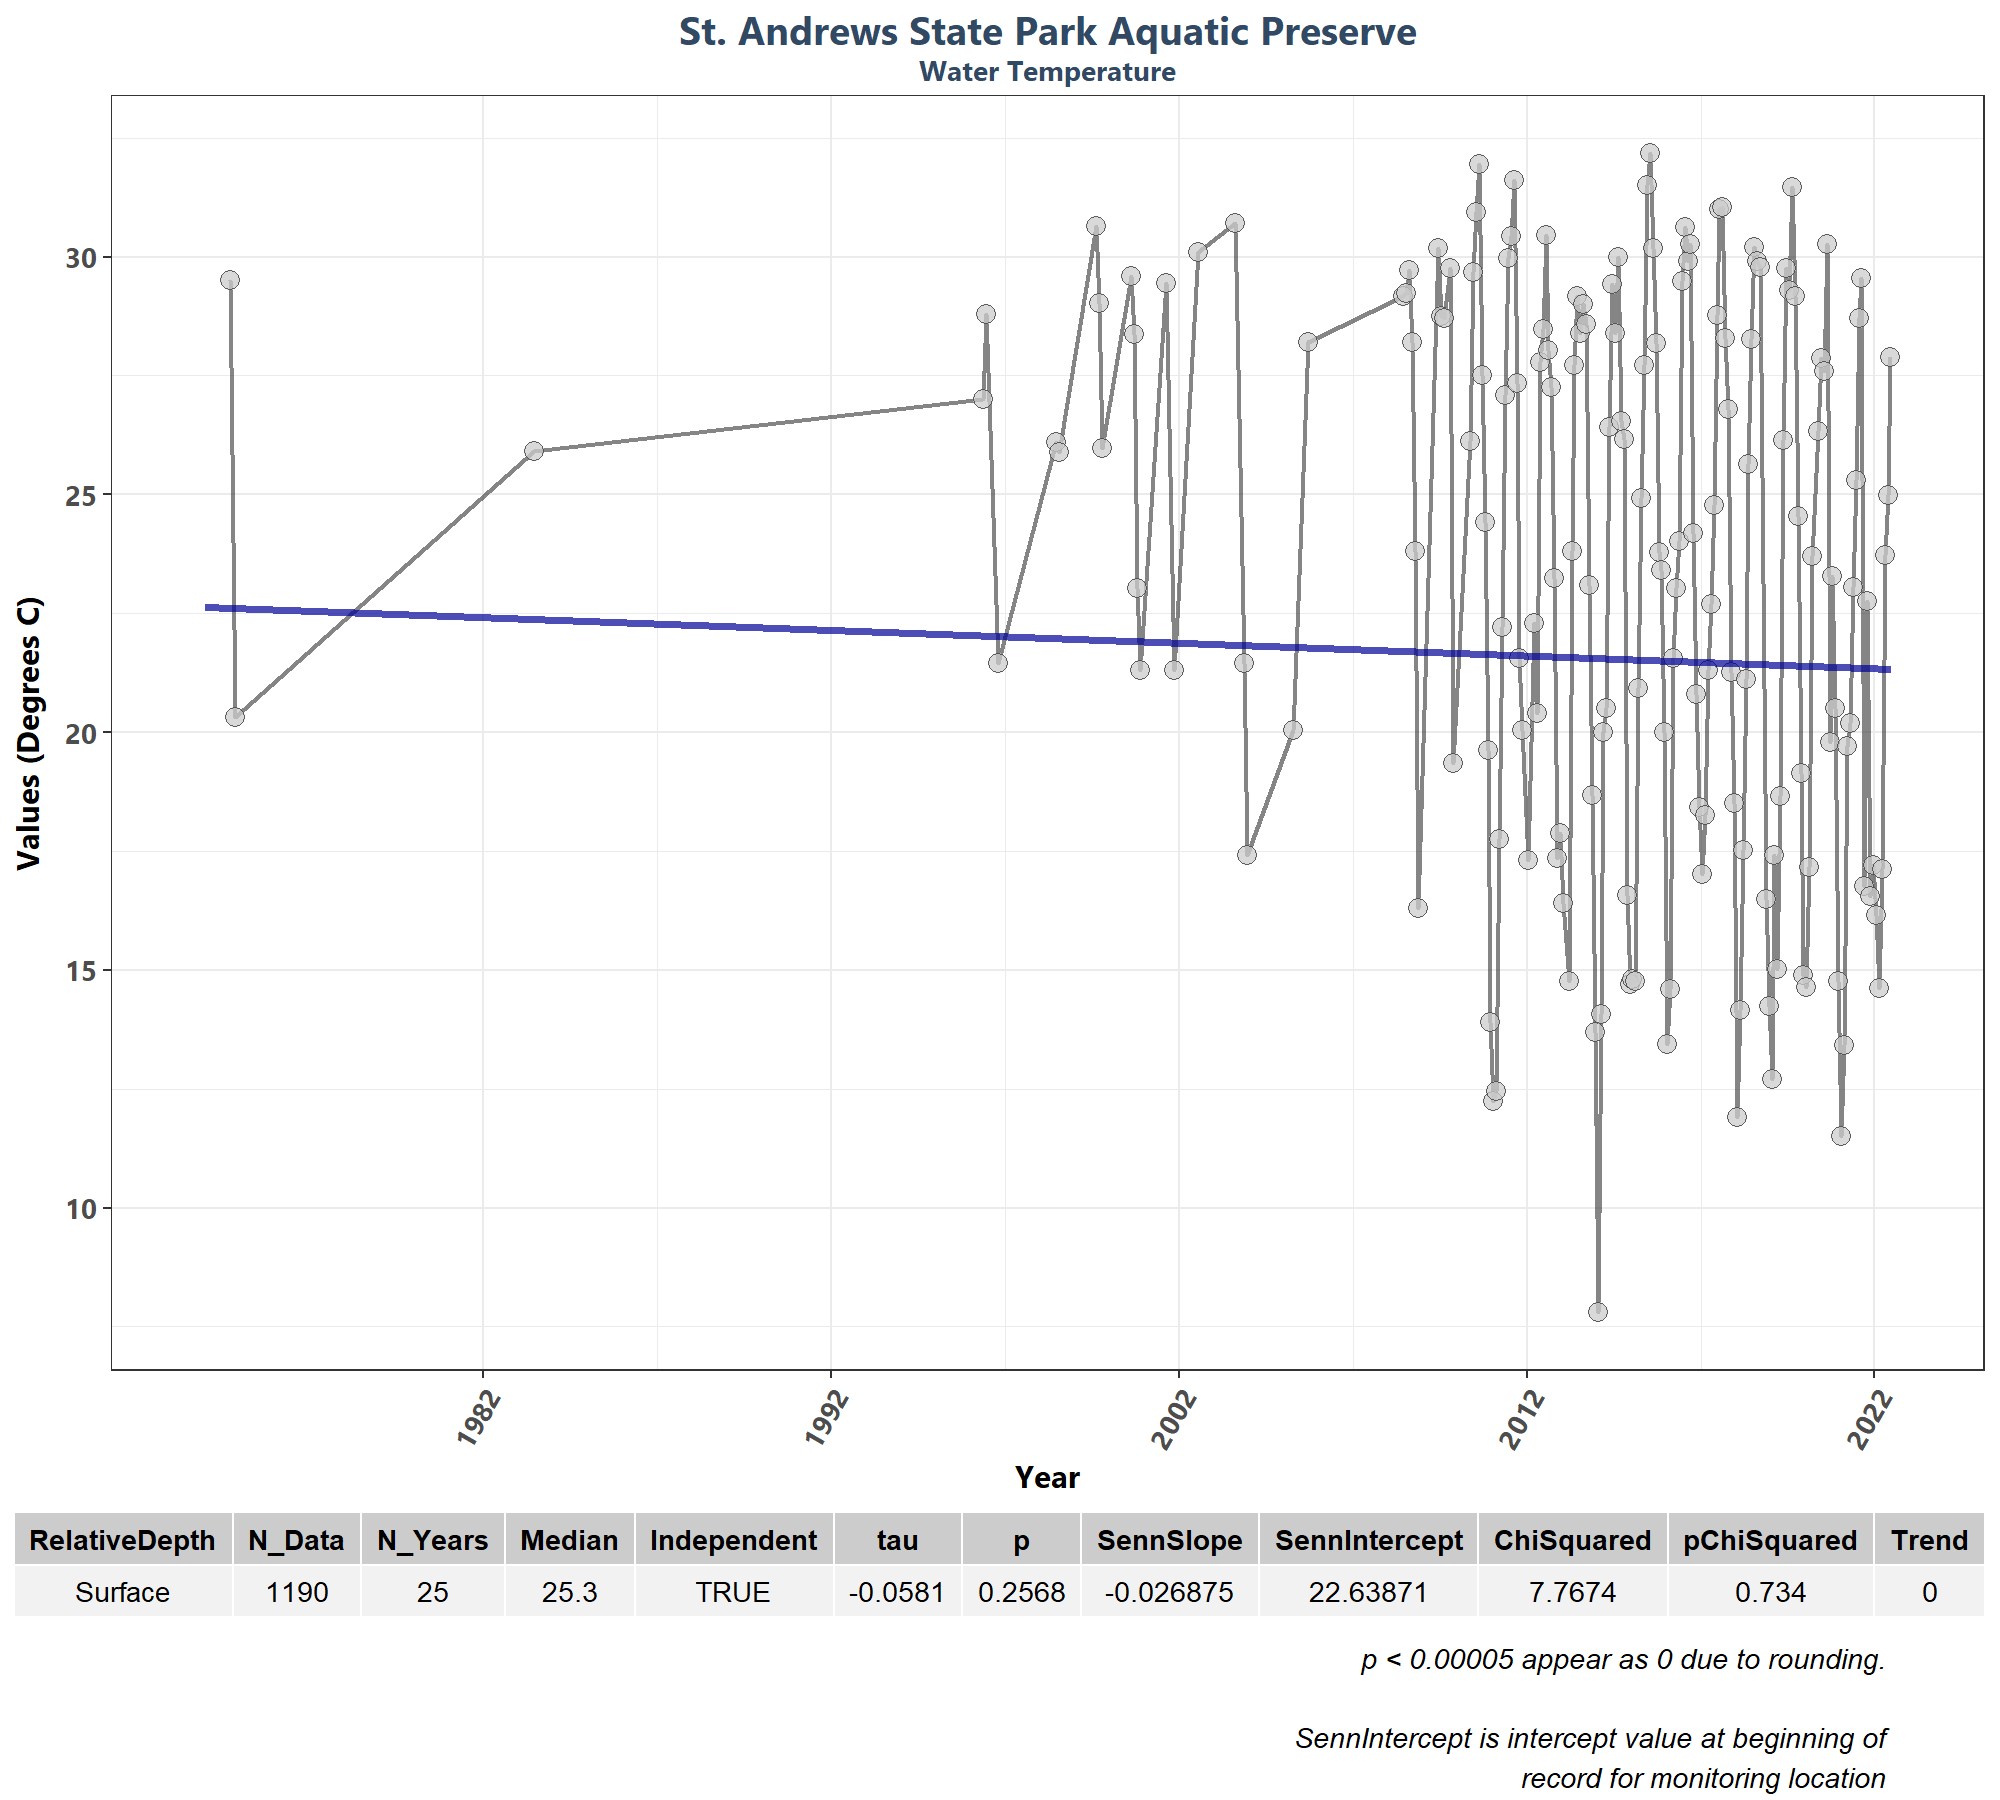 St. Andrews State Park Aquatic Preserve
Water Temperature
Values (Degrees C)
30
25
20
15
10
1982
1992
2002
2012
2022
Year
RelativeDepth N_Data N_Years Median Independent tau p SennSlope SennIntercept ChiSquared pChiSquared Trend
Surface 1190 25 25.3 TRUE -0.0581 0.2568 -0.026875 22.63871 7.7674 0.734 0
p < 0.00005 appear as 0 due to rounding.
SennIntercept is intercept value at beginning of
record for monitoring location